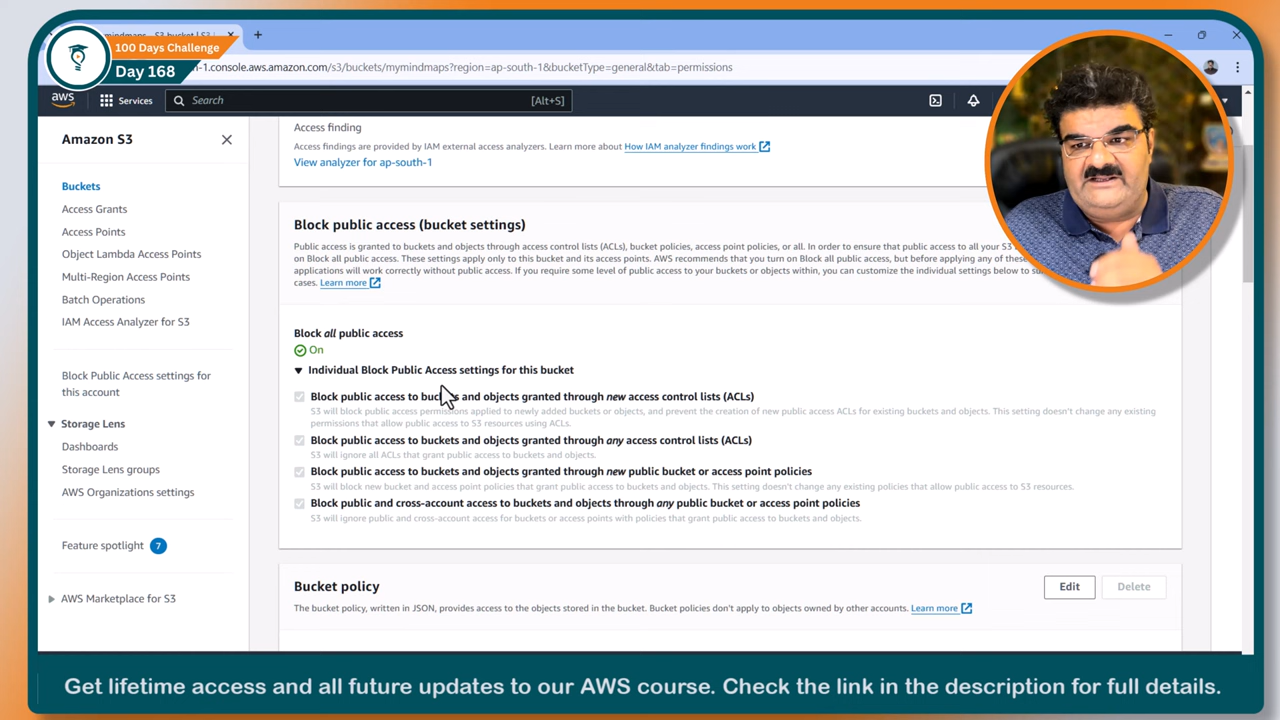 100 Days Challenge
Day 168
mindmaps - S3 bucket | S3
n-1.console.aws.amazon.com/s3/buckets/mymindmaps?region=ap-south-1&bucketType=general&tab=permissions
aws
Services
Search
[Alt+S]
Amazon S3
Buckets
Access Grants
Access Points
Object Lambda Access Points
Multi-Region Access Points
Batch Operations
IAM Access Analyzer for S3
Block Public Access settings for
this account
Storage Lens
Dashboards
Storage Lens groups
AWS Organizations settings
Feature spotlight 7
AWS Marketplace for S3
Access finding
Access findings are provided by IAM external access analyzers. Learn more about How IAM analyzer findings work
View analyzer for ap-south-1
Block public access (bucket settings)
Public access is granted to buckets and objects through access control lists (ACLs), bucket policies, access point policies, or all. In order to ensure that public access to all your S3
on Block all public access. These settings apply only to this bucket and its access points. AWS recommends that you turn on Block all public access, but before applying any of these
applications will work correctly without public access. If you require some level of public access to your buckets or objects within, you can customize the individual settings below to su
cases. Learn more
Block all public access
On
Individual Block Public Access settings for this bucket
Block public access to buckets and objects granted through new access control lists (ACLs)
S3 will block public access permissions applied to newly added buckets or objects, and prevent the creation of new public access ACLs for existing buckets and objects. This setting doesn't change any existing
permissions that allow public access to S3 resources using ACLs.
Block public access to buckets and objects granted through any access control lists (ACLs)
S3 will ignore all ACLs that grant public access to buckets and objects.
Block public access to buckets and objects granted through new public bucket or access point policies
S3 will block new bucket and access point policies that grant public access to buckets and objects. This setting doesn't change any existing policies that allow public access to S3 resources.
Block public and cross-account access to buckets and objects through any public bucket or access point policies
S3 will ignore public and cross-account access for buckets or access points with policies that grant public access to buckets and objects.
Bucket policy
Edit
Delete
The bucket policy, written in JSON, provides access to the objects stored in the bucket. Bucket policies don't apply to objects owned by other accounts. Learn more
Get lifetime access and all future updates to our AWS course. Check the link in the description for full details.